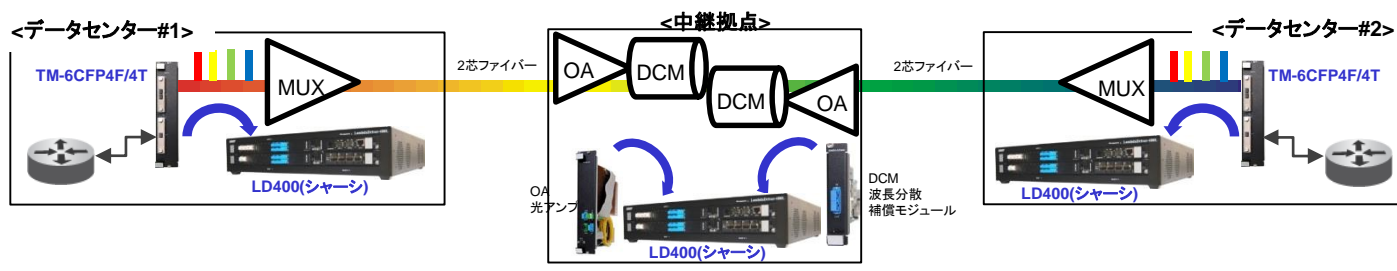 <データセンター#1>
TM-6CFP4F/4T
MUX
LD400(シャーシ)
2芯ファイバー
<中継拠点>
OA
DCM
DCM
OA
OA
光アンプ
LD400(シャーシ)
DCM
波長分散
補償モジュール
2芯ファイバー
<データセンター#2>
MUX
TM-6CFP4F/4T
LD400(シャーシ)